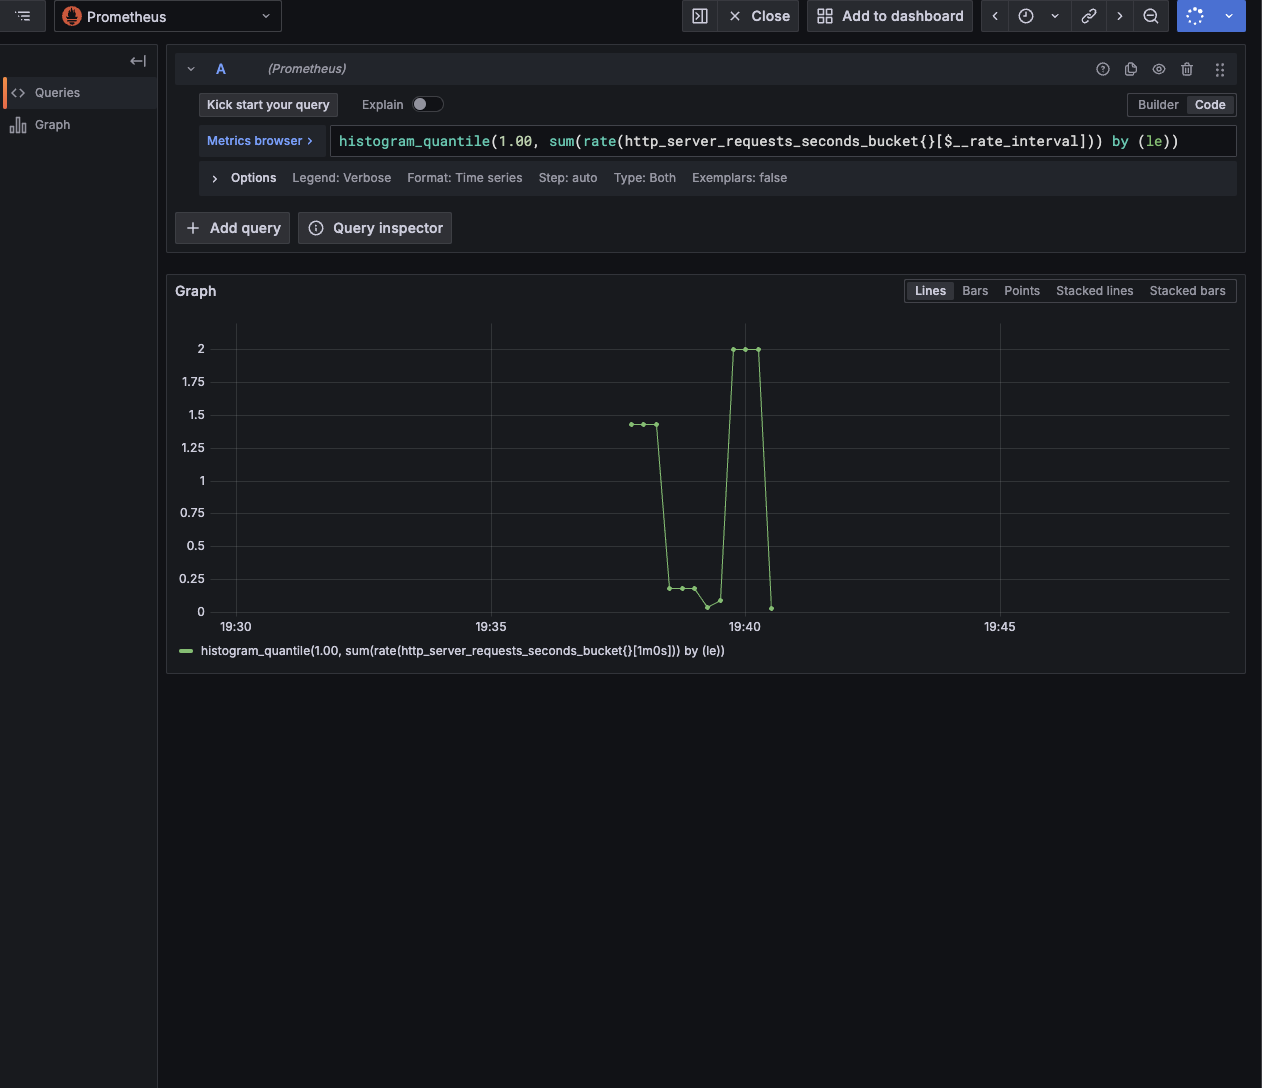 Prometheus
Close
Add to dashboard
Queries
Graph
A
(Prometheus)
Kick start your query
Explain
Builder
Code
Metrics browser >
histogram_quantile(1.00, sum(rate(http_server_requests_seconds_bucket{}[$__rate_interval])) by (le))
Options Legend: Verbose Format: Time series Step: auto Type: Both Exemplars: false
+ Add query
Query inspector
Graph
Lines Bars Points Stacked lines Stacked bars
2
1.75
1.5
1.25
1
0.75
0.5
0.25
0
19:30 19:35 19:40 19:45
histogram_quantile(1.00, sum(rate(http_server_requests_seconds_bucket{}[1m0s])) by (le))